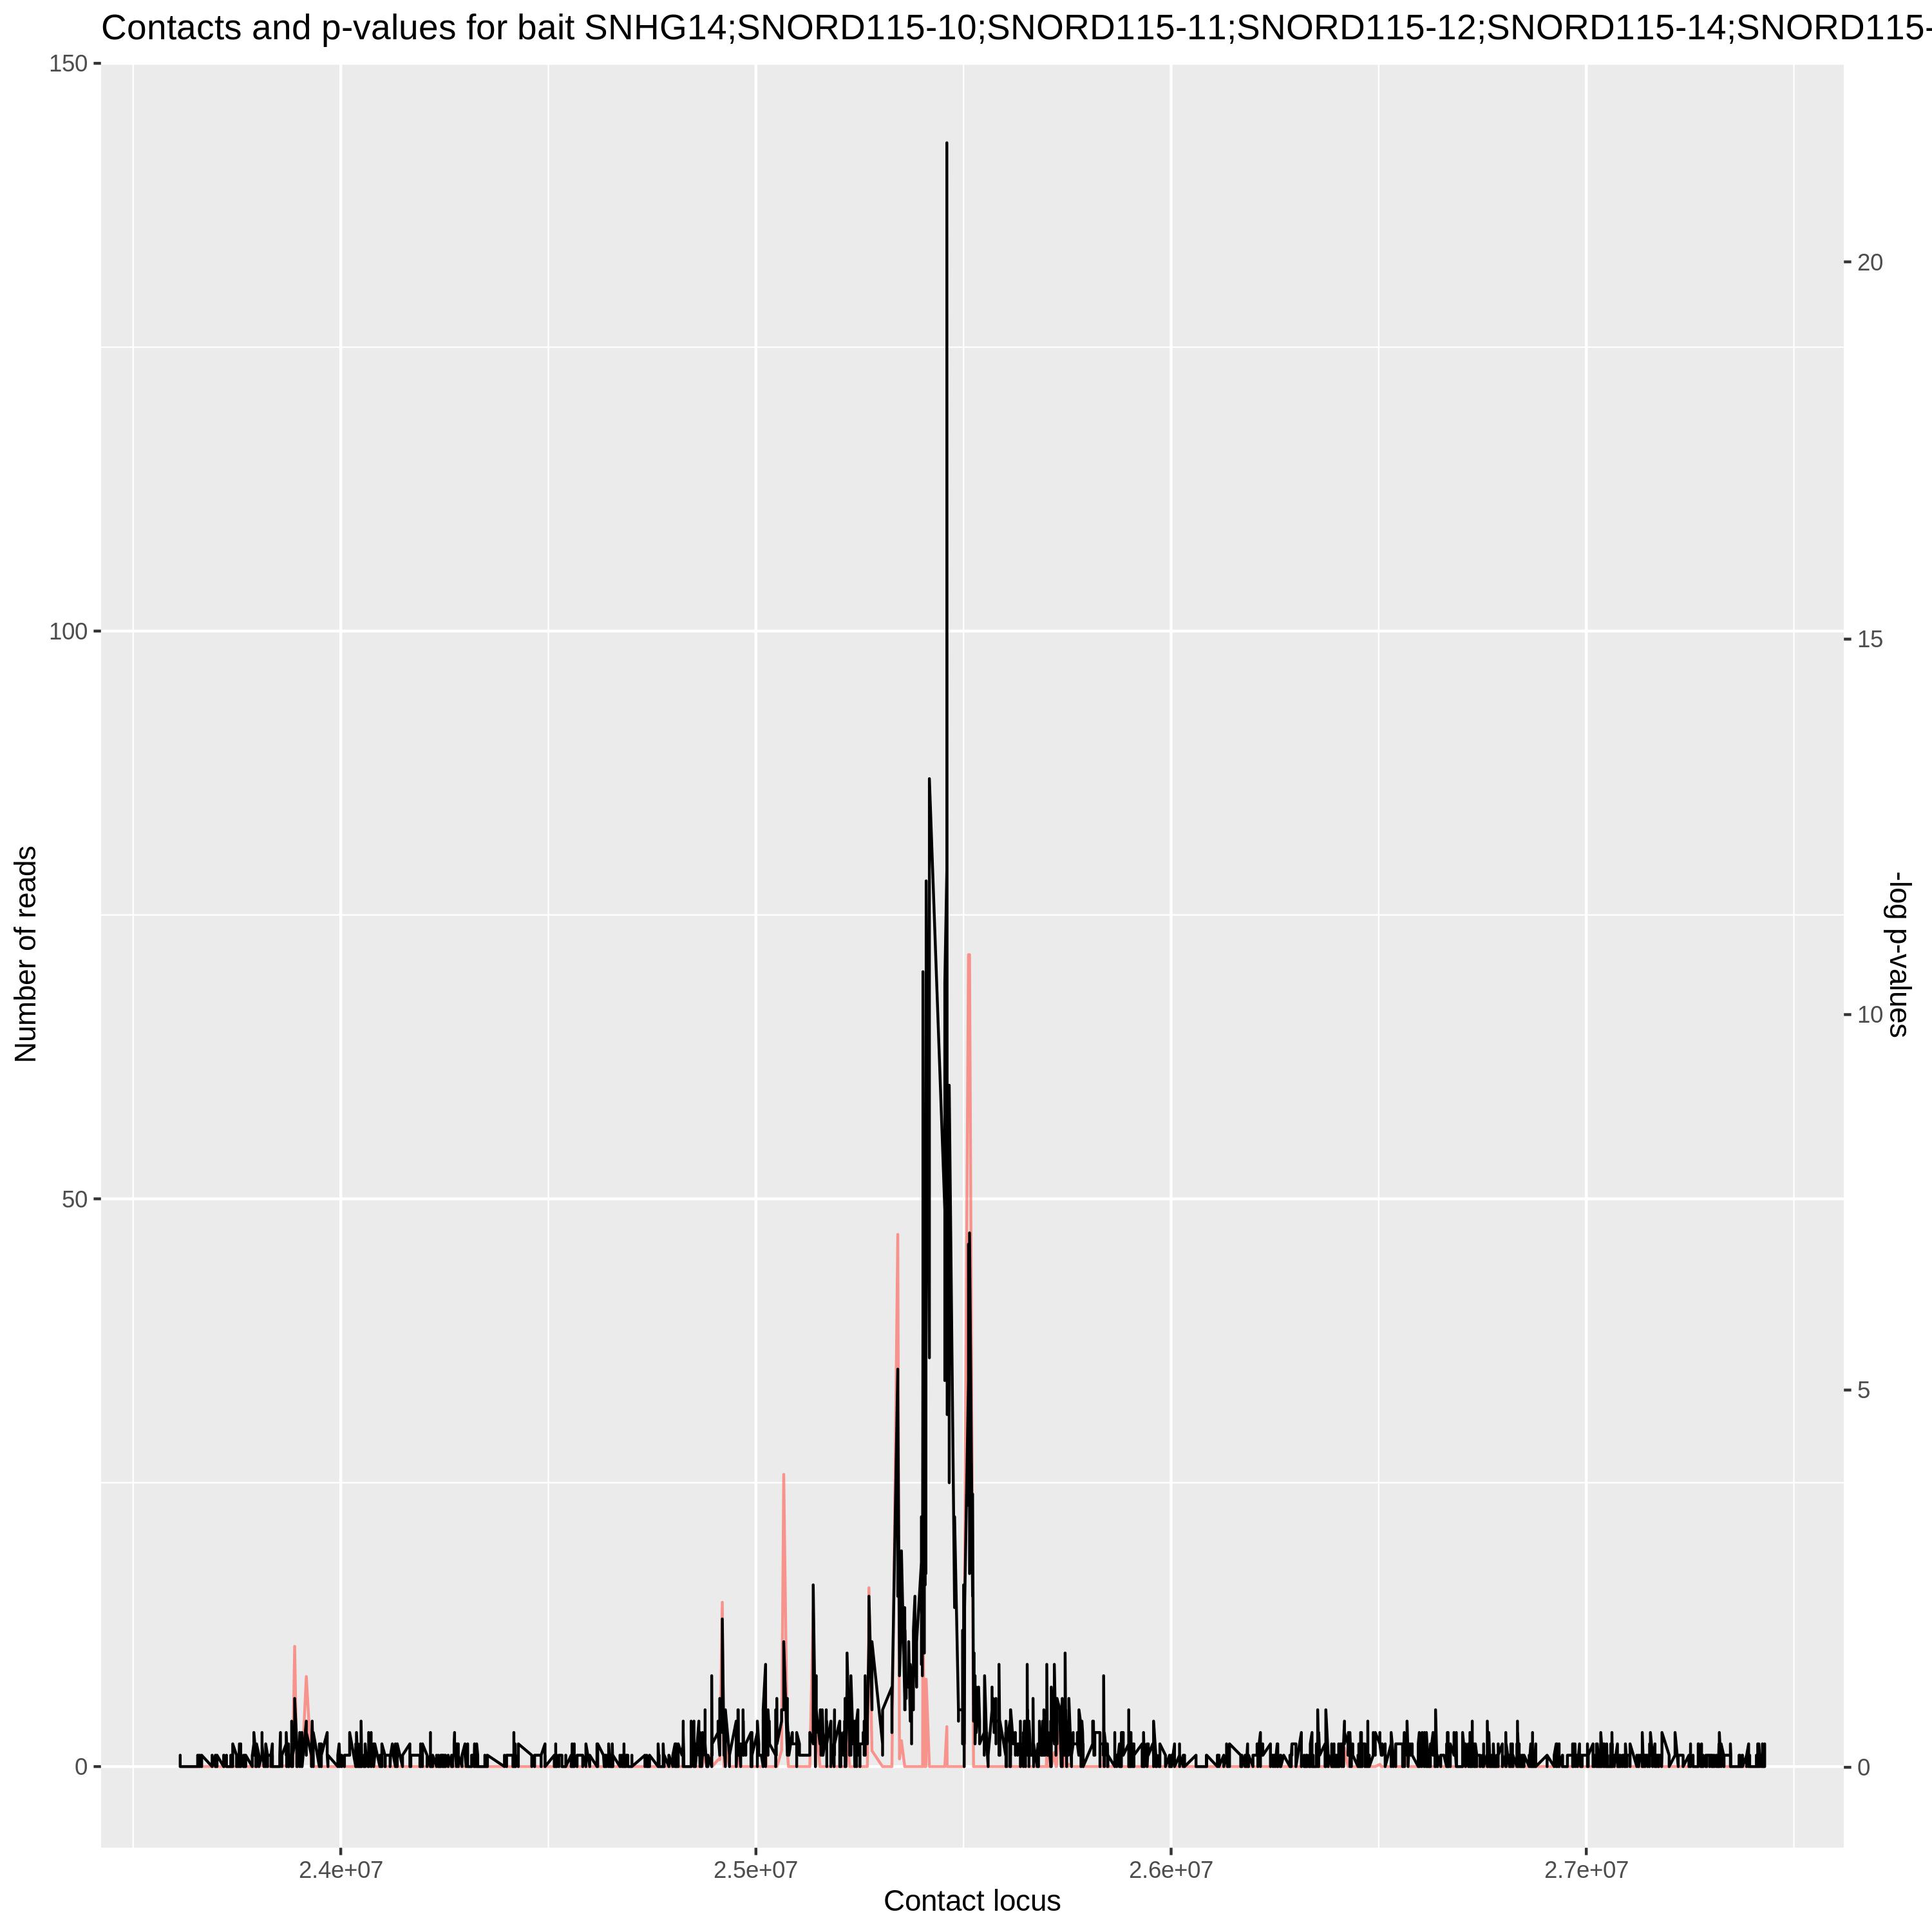 Contacts and p-values for bait SNHG14;SNORD115-10;SNORD115-11;SNORD115-12;SNORD115-14;SNORD115-
150
100
50
0
Number of reads
20
15
10
5
0
-log p-values
2.4e+07 2.5e+07 2.6e+07 2.7e+07
Contact locus